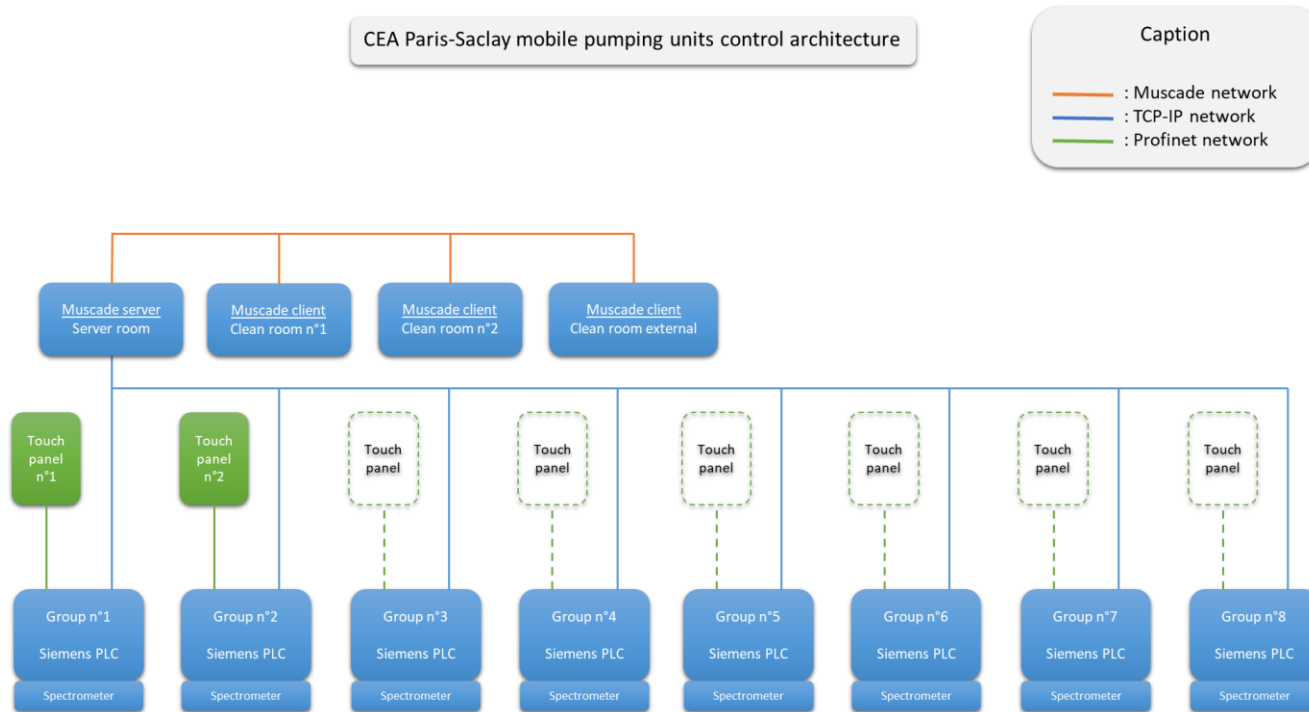 CEA Paris-Saclay mobile pumping units control architecture
Caption
: Muscade network
: TCP-IP network
: Profinet network
Muscade server
Server room
Muscade client
Clean room n°1
Muscade client
Clean room n°2
Muscade client
Clean room external
Touch
panel
n°1
Touch
panel
n°2
Touch
panel
Touch
panel
Touch
panel
Touch
panel
Touch
panel
Touch
panel
Group n°1
Siemens PLC
Spectrometer
Group n°2
Siemens PLC
Spectrometer
Group n°3
Siemens PLC
Spectrometer
Group n°4
Siemens PLC
Spectrometer
Group n°5
Siemens PLC
Spectrometer
Group n°6
Siemens PLC
Spectrometer
Group n°7
Siemens PLC
Spectrometer
Group n°8
Siemens PLC
Spectrometer